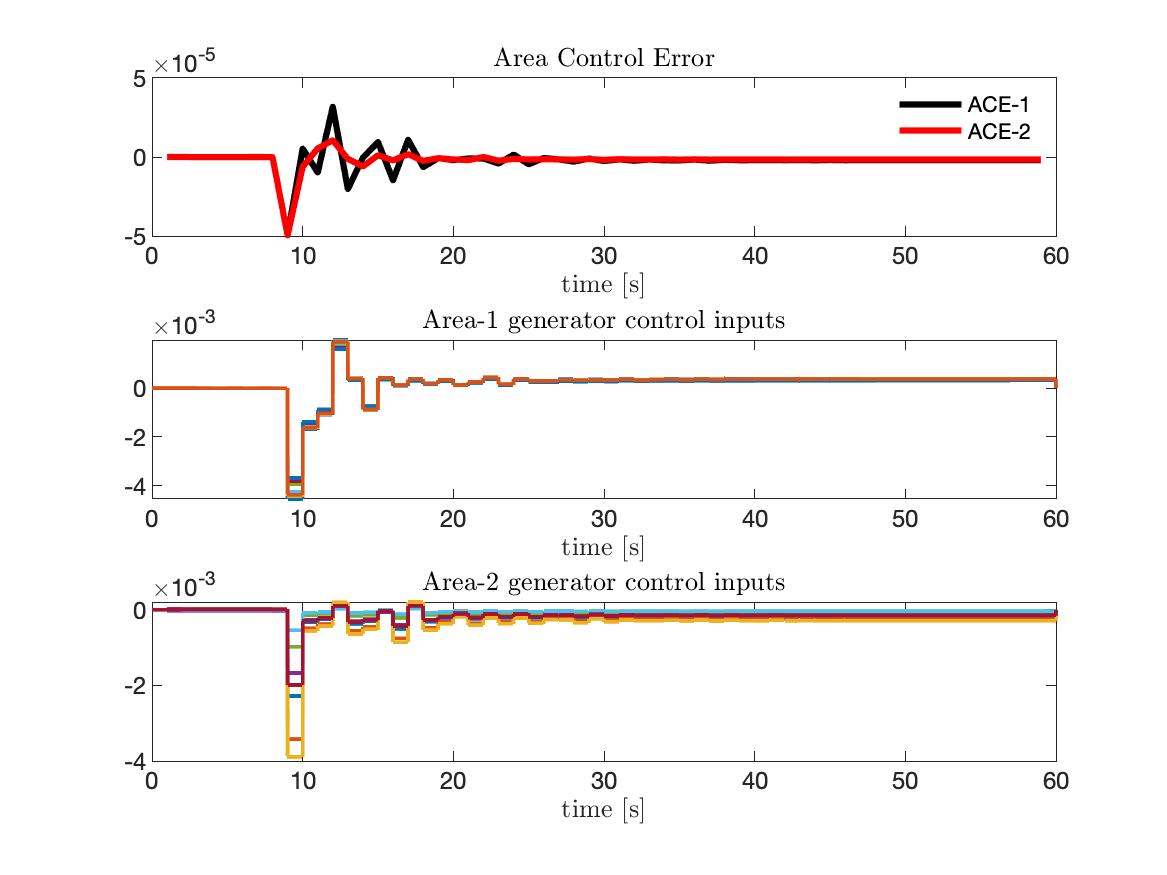 Area Control Error
×10-5
5
0
-5
ACE-1
ACE-2
0 10 20 30 40 50 60
time [s]
Area-1 generator control inputs
×10-3
0
-2
-4
0 10 20 30 40 50 60
time [s]
Area-2 generator control inputs
×10-3
0
-2
-4
0 10 20 30 40 50 60
time [s]